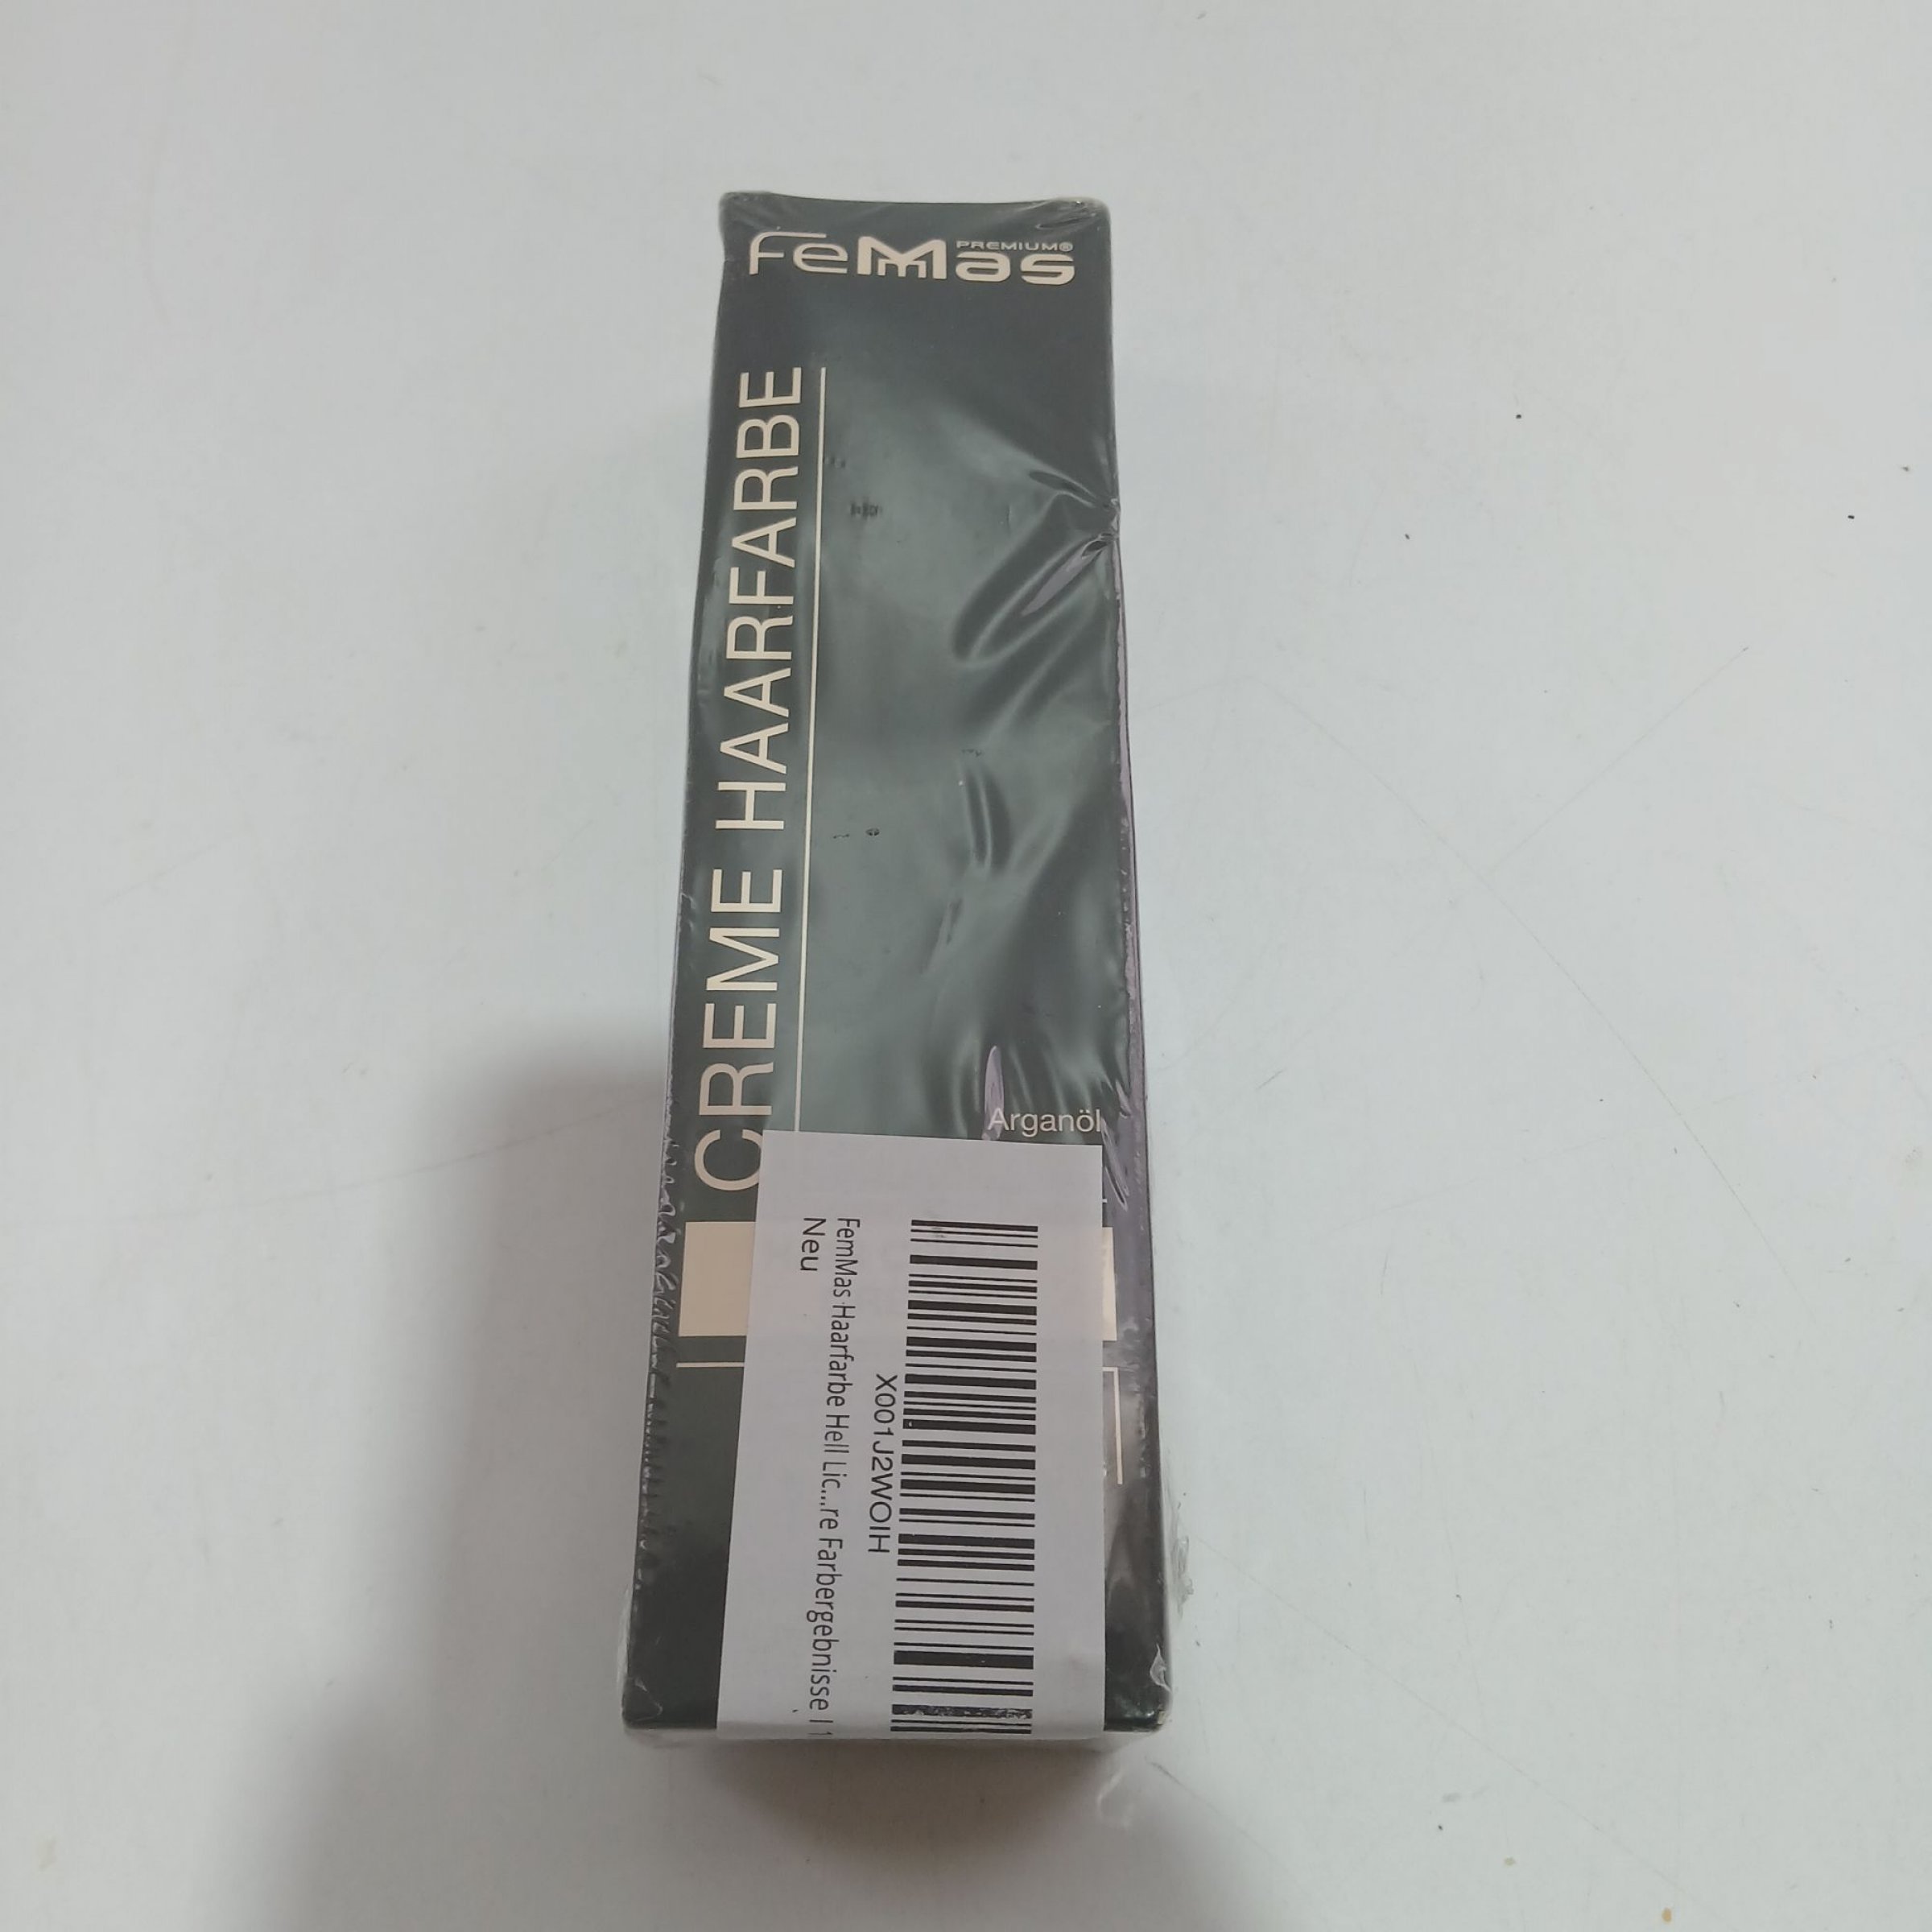 FemMas
PREMIUM®
CREME HAARFARBE
Arganöl
X001J2WOIH
FemMas Haarfarbe Hell Lic...re Farbergebnisse |
Neu